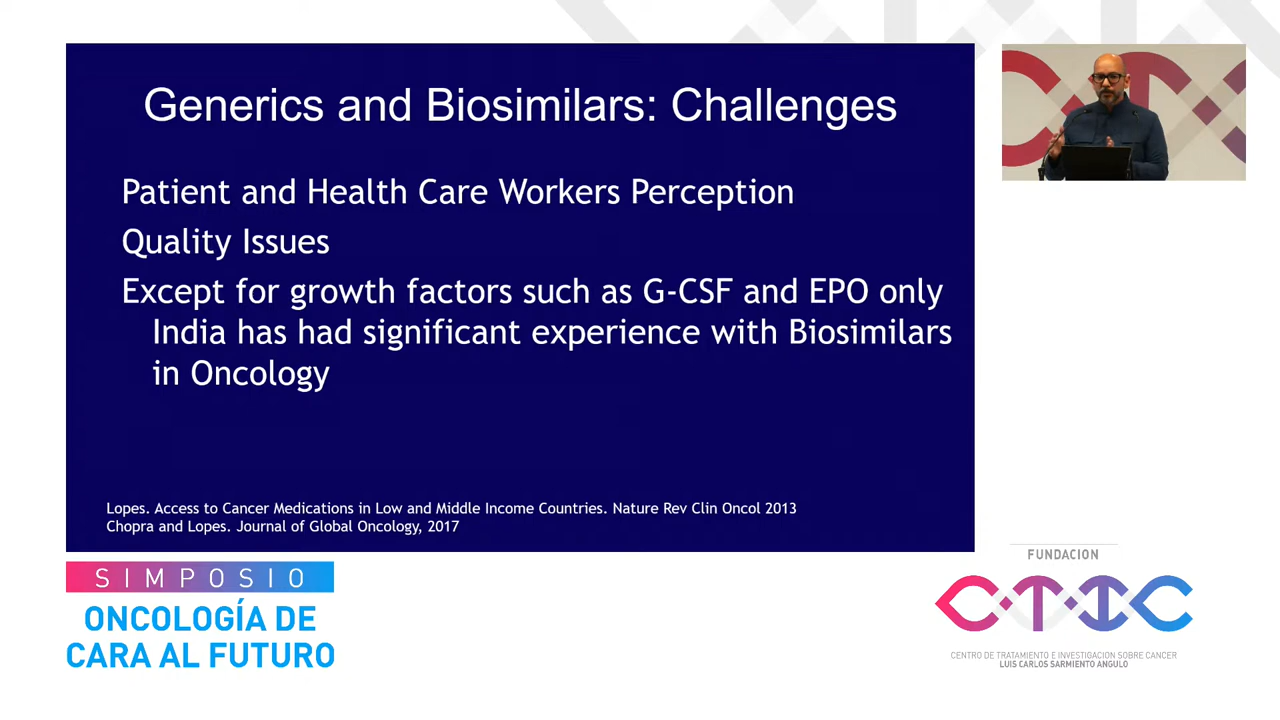 Generics and Biosimilars: Challenges
Patient and Health Care Workers Perception
Quality Issues
Except for growth factors such as G-CSF and EPO only
India has had significant experience with Biosimilars
in Oncology
Lopes. Access to Cancer Medications in Low and Middle Income Countries. Nature Rev Clin Oncol 2013
Chopra and Lopes. Journal of Global Oncology, 2017
SIMPOSIO
ONCOLOGÍA DE
CARA AL FUTURO
FUNDACION
CTIC
CENTRO DE TRATAMIENTO E INVESTIGACION SOBRE CANCER
LUIS CARLOS SARMIENTO ANGULO